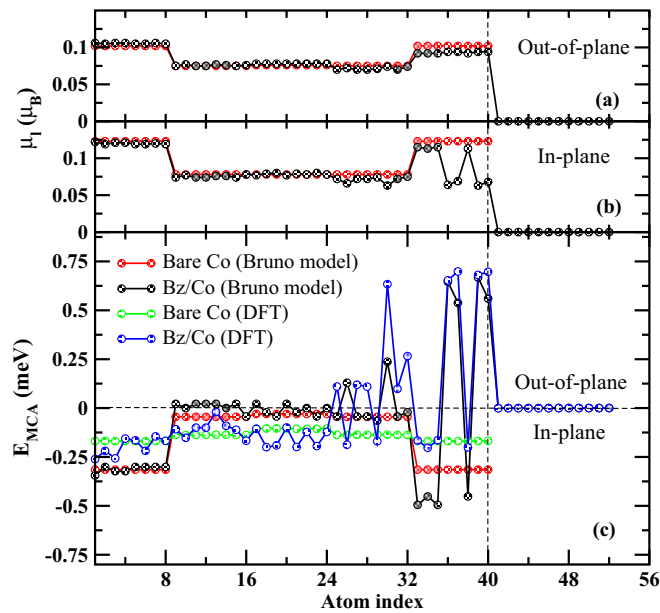 0.1
0.05
0
Out-of-plane
(a)
μl (μB)
0.1
0.05
0
In-plane
(b)
0.75
0.5
0.25
0
-0.25
-0.5
-0.75
EMCA (meV)
Bare Co (Bruno model)
Bz/Co (Bruno model)
Bare Co (DFT)
Bz/Co (DFT)
Out-of-plane
In-plane
(c)
8 16 24 32 40 48 56
Atom index